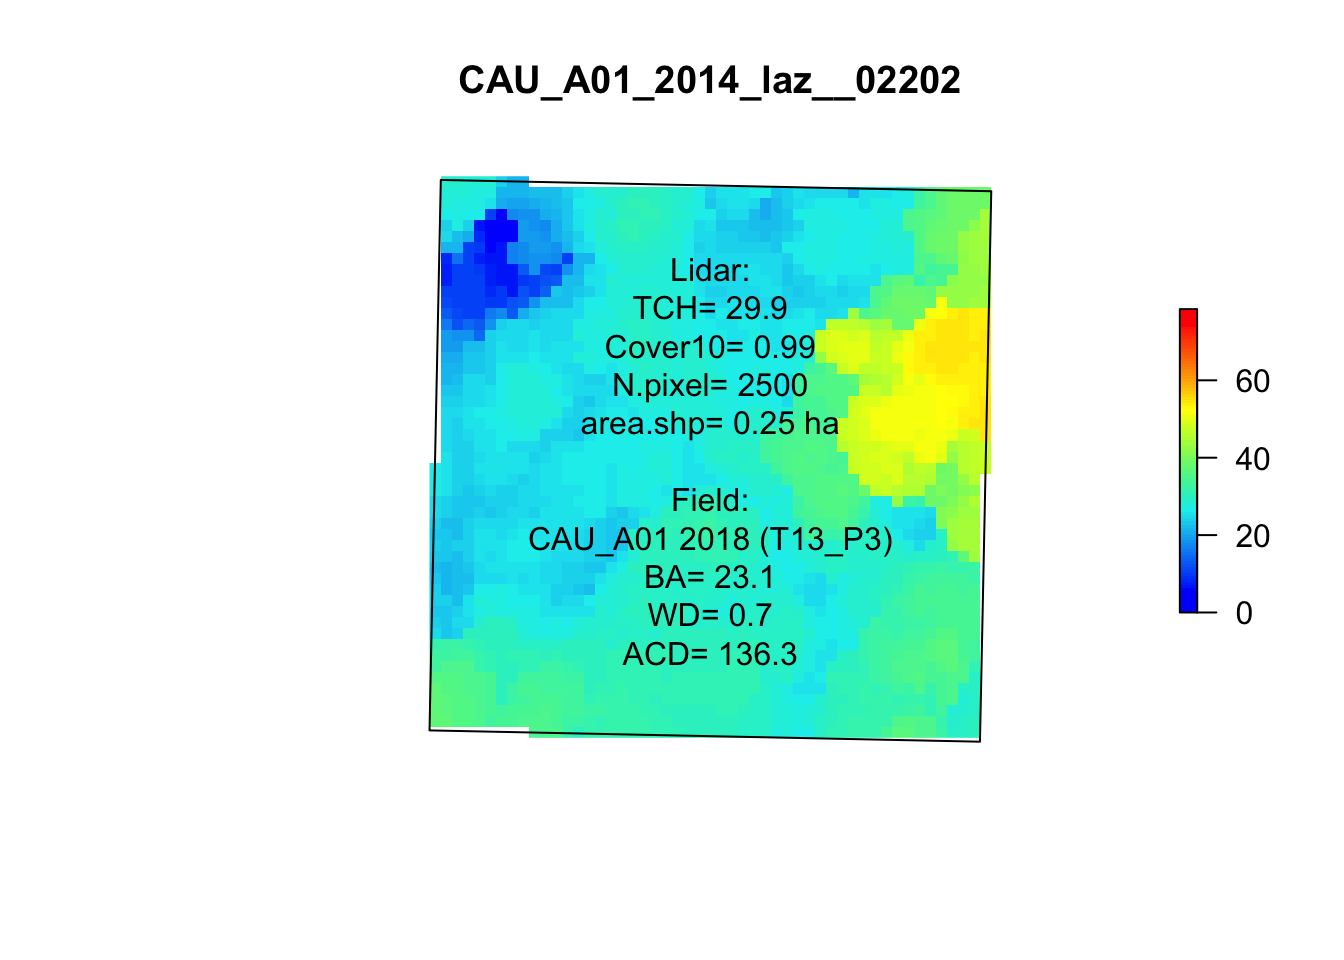 CAU_A01_2014_laz__02202
Lidar:
TCH= 29.9
Cover10= 0.99
N.pixel= 2500
area.shp= 0.25 ha
Field:
CAU_A01 2018 (T13_P3)
BA= 23.1
WD= 0.7
ACD= 136.3
60
40
20
0